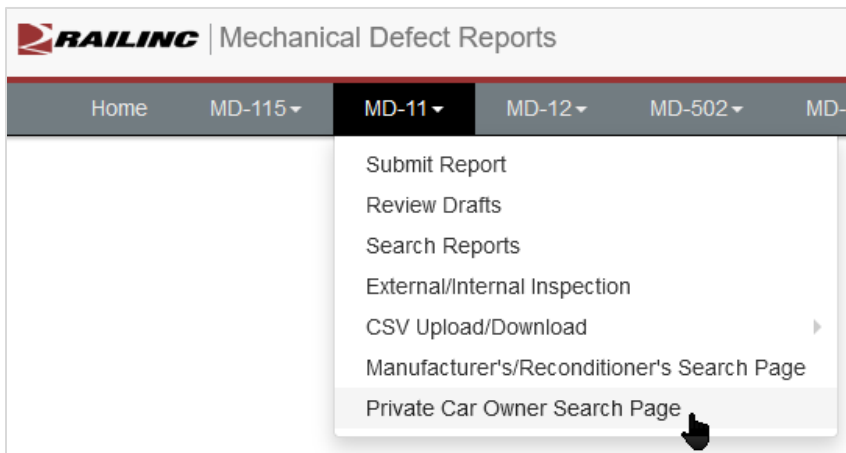 RAILINC | Mechanical Defect Reports
Home MD-115 MD-11 MD-12 MD-502 MD-
Submit Report
Review Drafts
Search Reports
External/Internal Inspection
CSV Upload/Download
Manufacturer's/Reconditioner's Search Page
Private Car Owner Search Page